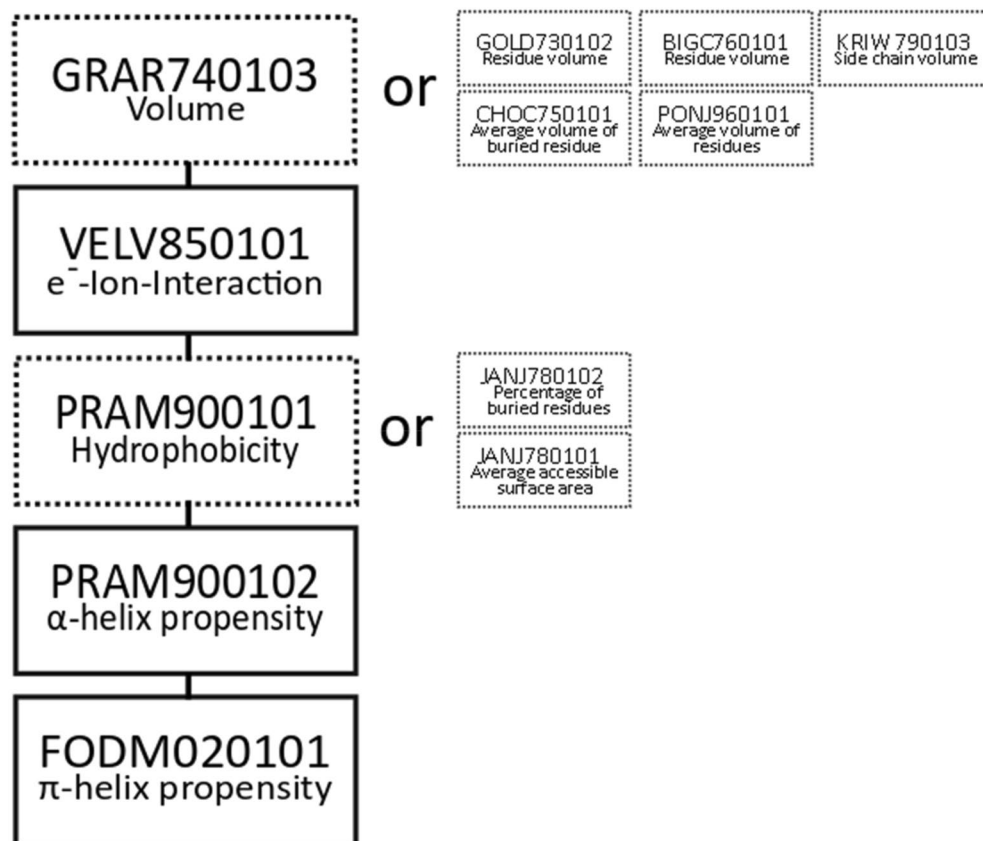 GRAR740103
Volume
or
GOLD730102
Residue volume
BIGC760101
Residue volume
KRIW 790103
Side chain volume
CHOC750101
Average volume of
buried residue
PONJ960101
Average volume of
residues
VELV850101
e⁻-Ion-Interaction
PRAM900101
Hydrophobicity
or
JANJ780102
Percentage of
buried residues
JANJ780101
Average accessible
surface area
PRAM900102
α-helix propensity
FODM020101
π-helix propensity